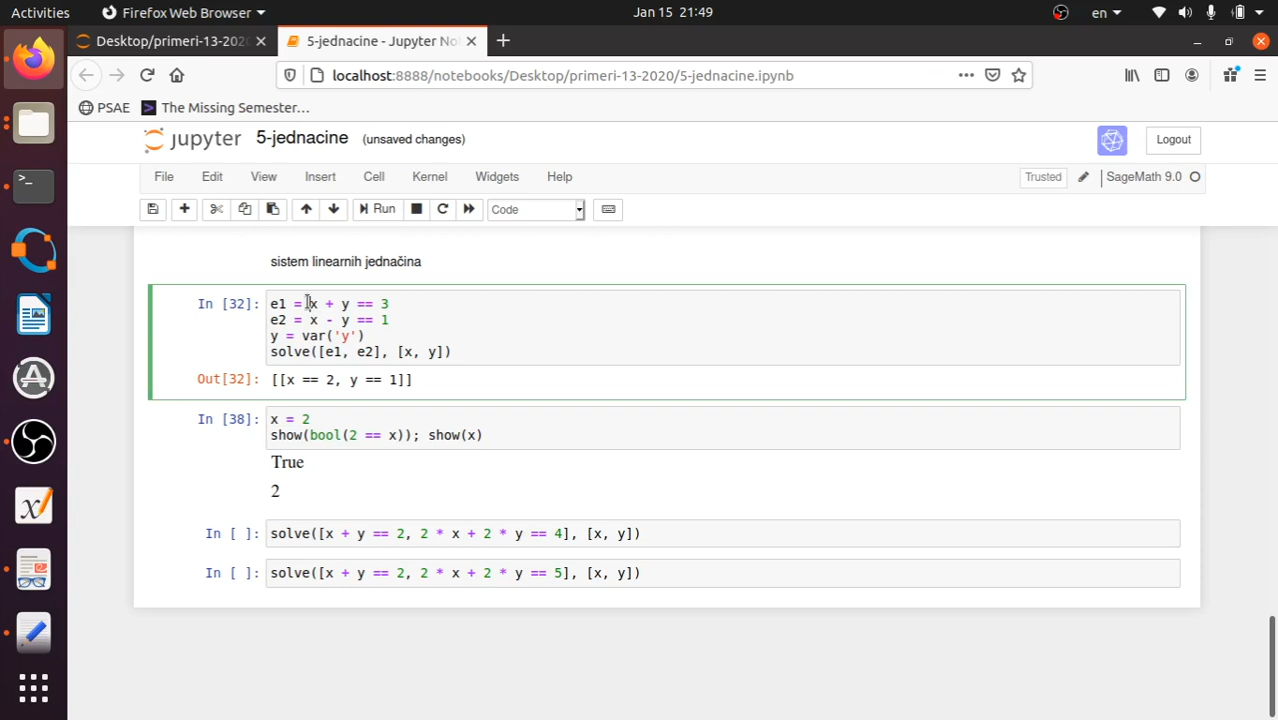 Activities Firefox Web Browser Jan 15 21:49 en
Desktop/primeri-13-202 5-jednacine - Jupyter No
localhost:8888/notebooks/Desktop/primeri-13-2020/5-jednacine.ipynb
PSAE The Missing Semester…
jupyter 5-jednacine (unsaved changes) Logout
File Edit View Insert Cell Kernel Widgets Help Trusted SageMath 9.0
Run Code
sistem linearnih jednačina
In [32]: e1 = x + y == 3
e2 = x - y == 1
y = var('y')
solve([e1, e2], [x, y])
Out[32]: [[x == 2, y == 1]]
In [38]: x = 2
show(bool(2 == x)); show(x)
True
2
In [ ]: solve([x + y == 2, 2 * x + 2 * y == 4], [x, y])
In [ ]: solve([x + y == 2, 2 * x + 2 * y == 5], [x, y])